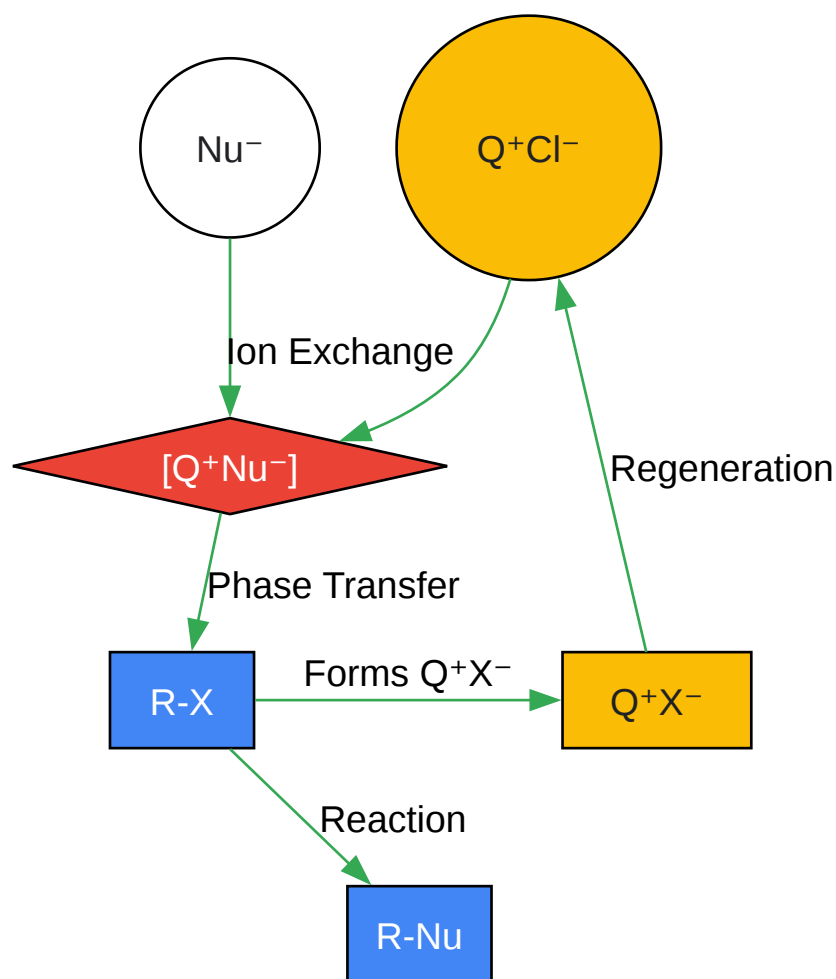 Nu⁻
Q⁺Cl⁻
Ion Exchange
[Q⁺Nu⁻]
Regeneration
Phase Transfer
Forms Q⁺X⁻
R-X
Q⁺X⁻
Reaction
R-Nu